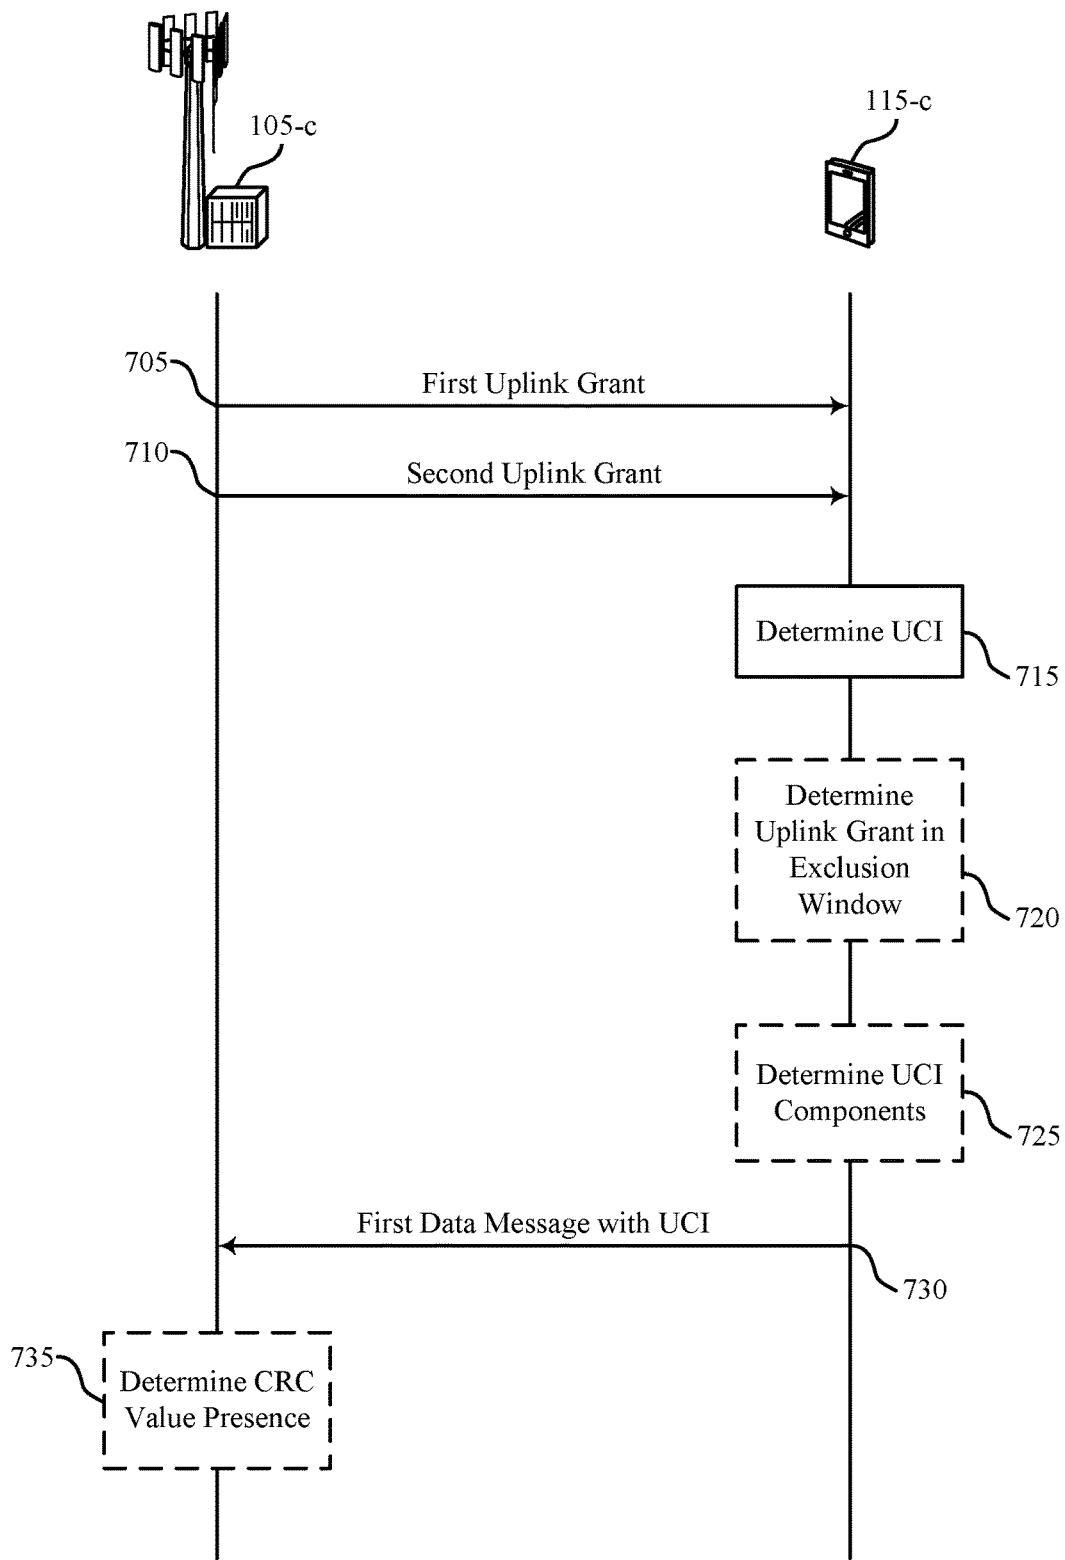 105-c
115-c
705
First Uplink Grant
710
Second Uplink Grant
Determine UCI
715
Determine
Uplink Grant in
Exclusion
Window
720
Determine UCI
Components
725
First Data Message with UCI
730
735
Determine CRC
Value Presence